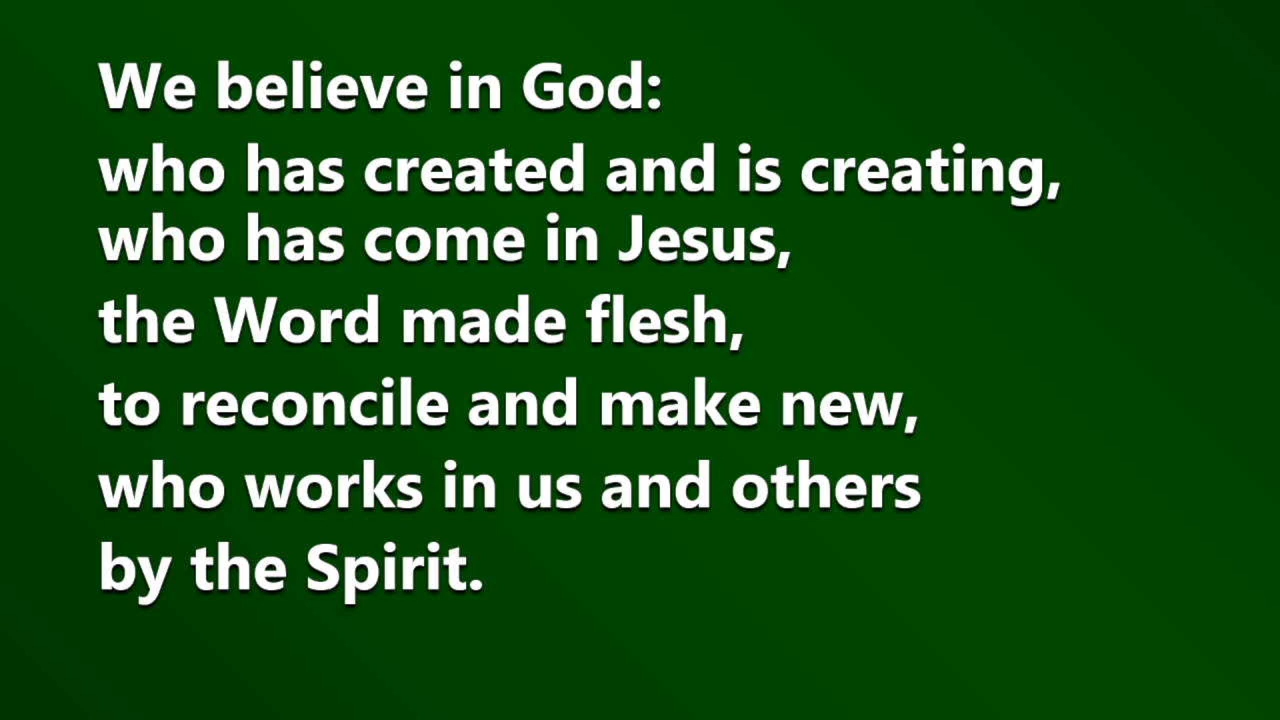 We believe in God:
who has created and is creating,
who has come in Jesus,
the Word made flesh,
to reconcile and make new,
who works in us and others
by the Spirit.